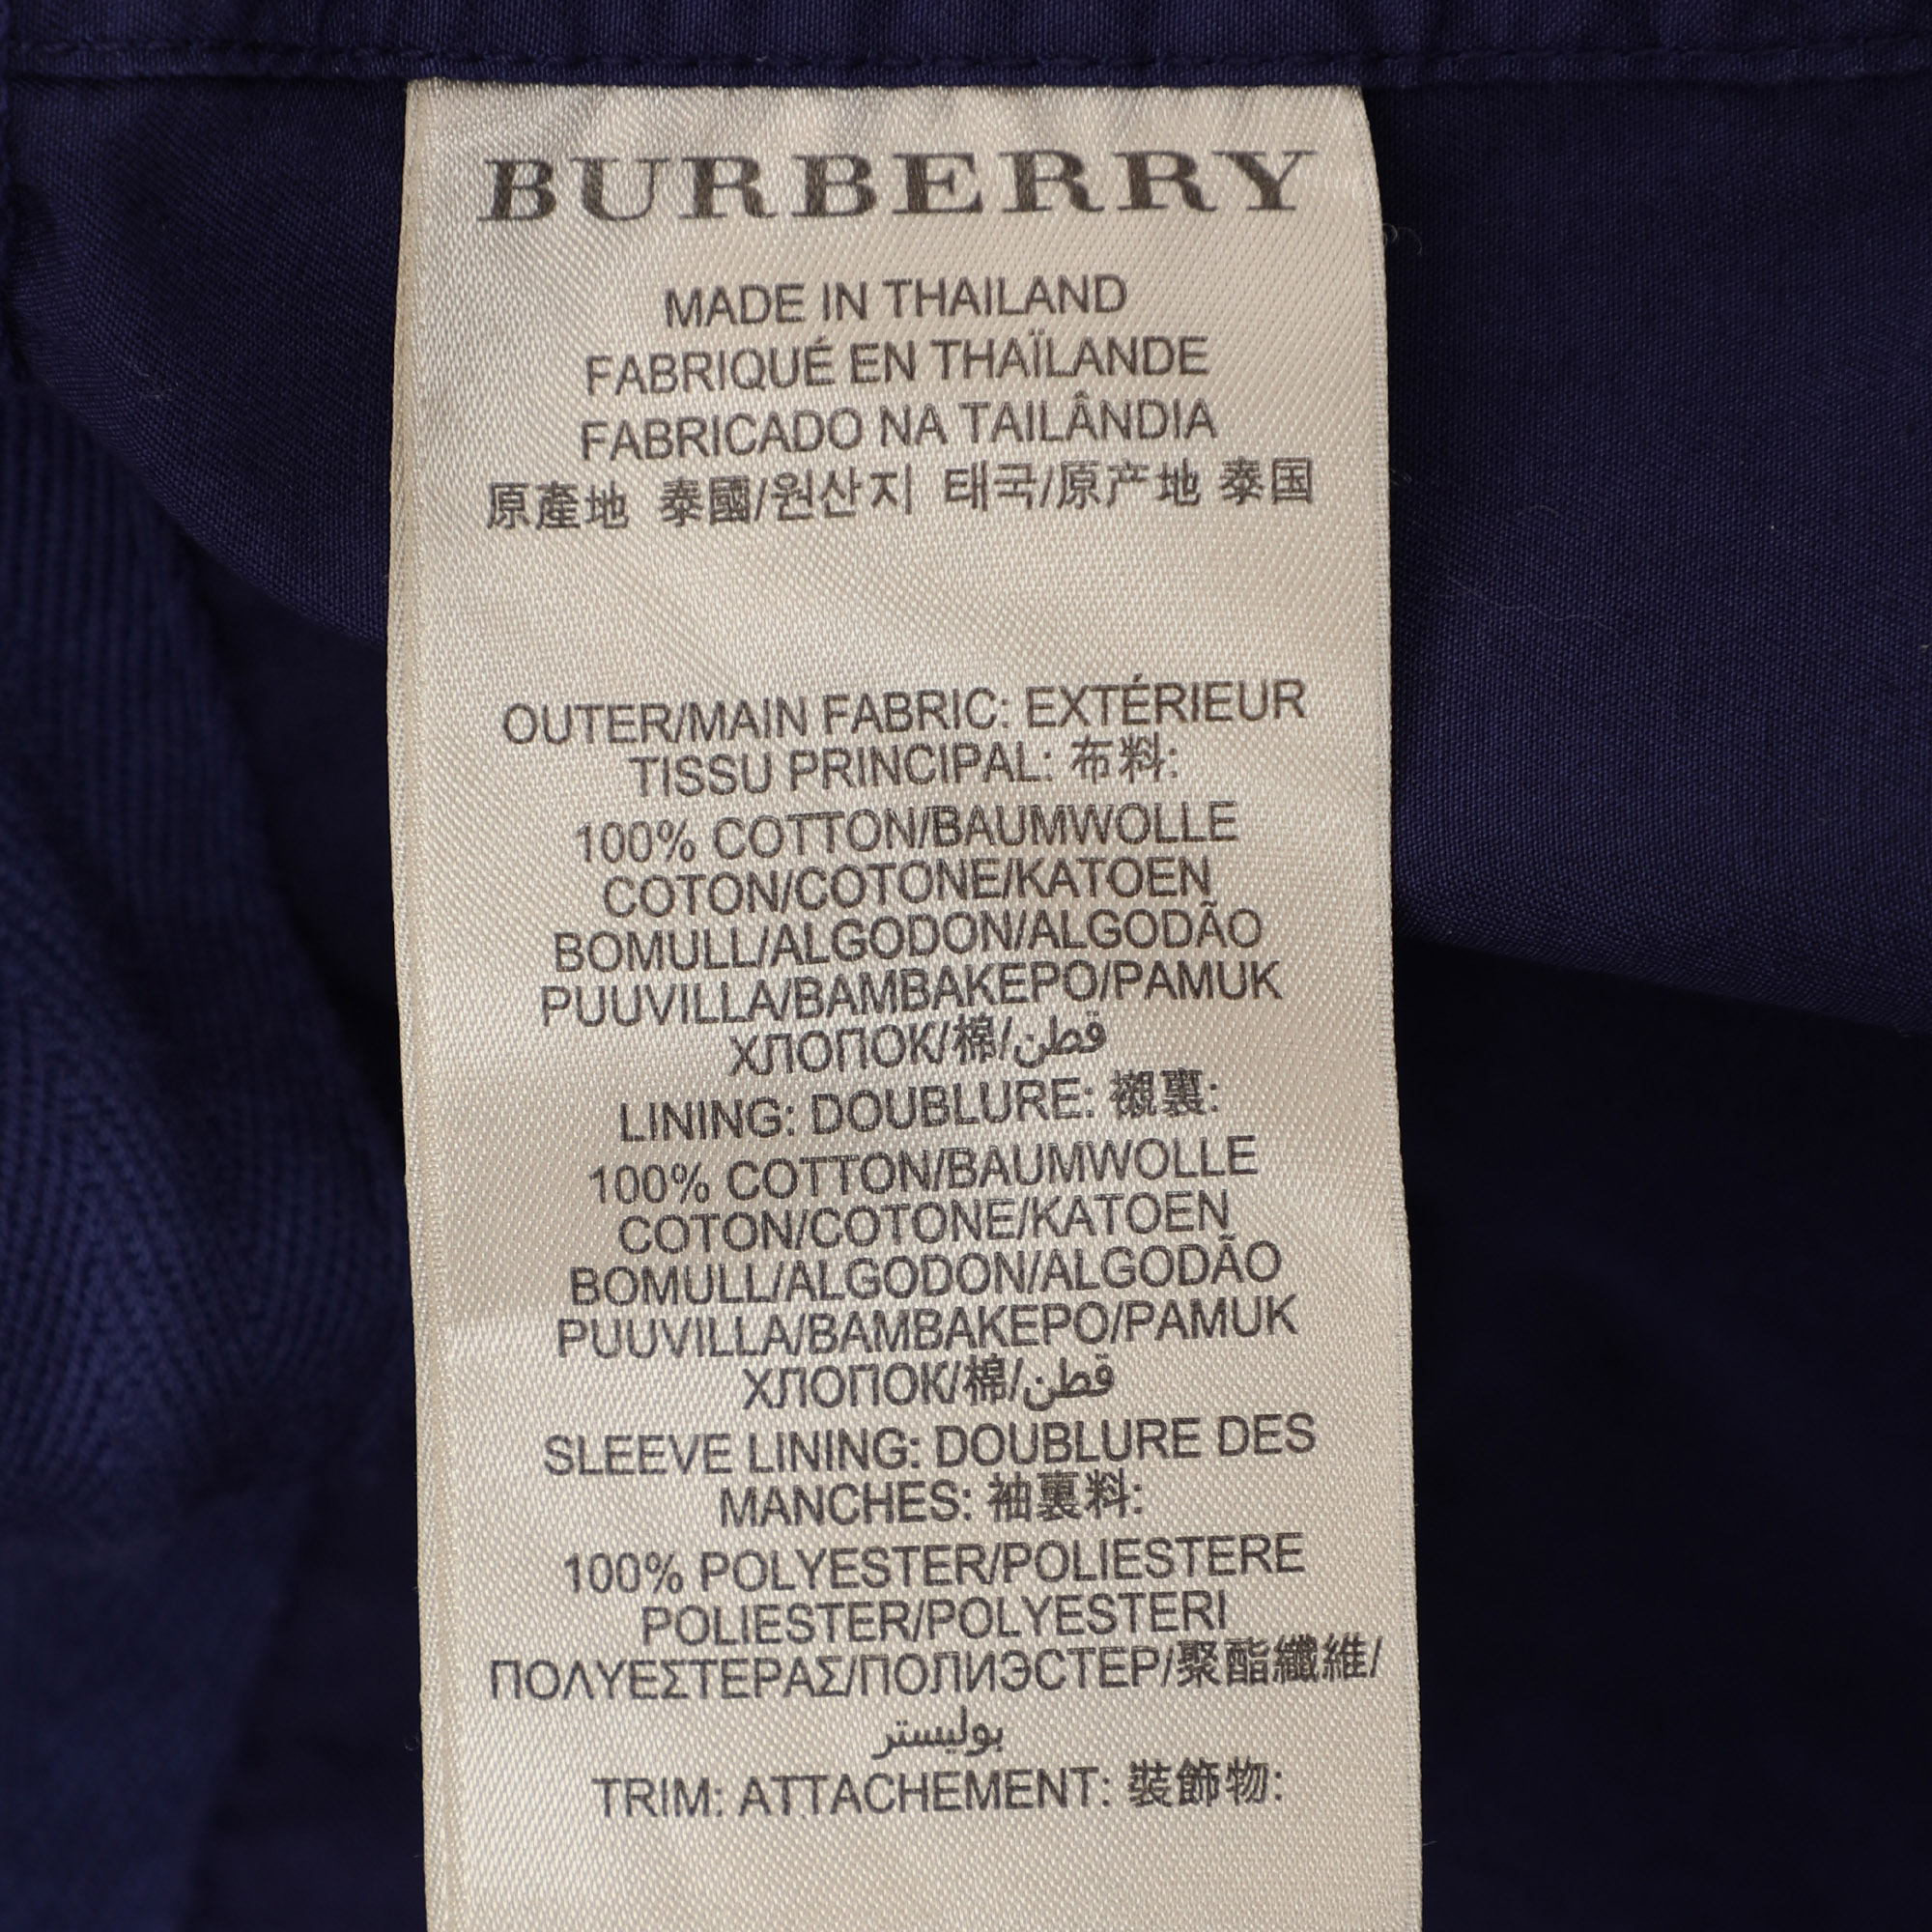 BURBERRY
MADE IN THAILAND
FABRIQUÉ EN THAÏLANDE
FABRICADO NA TAILÂNDIA
原產地 泰國/원산지 태국/原产地 泰国
OUTER/MAIN FABRIC: EXTÉRIEUR
TISSU PRINCIPAL: 布料:
100% COTTON/BAUMWOLLE
COTON/COTONE/KATOEN
BOMULL/ALGODON/ALGODÃO
PUUVILLA/BAMBAKEPO/PAMUK
ХЛОПОК/棉/قطن
LINING: DOUBLURE: 襯裏:
100% COTTON/BAUMWOLLE
COTON/COTONE/KATOEN
BOMULL/ALGODON/ALGODÃO
PUUVILLA/BAMBAKEPO/PAMUK
ХЛОПОК/棉/قطن
SLEEVE LINING: DOUBLURE DES
MANCHES: 袖裏料:
100% POLYESTER/POLIESTERE
POLIESTER/POLYESTERI
ΠΟΛΥΕΣΤΕΡΑΣ/ПОЛИЭСТЕР/聚酯纖維/
بوليستر
TRIM: ATTACHEMENT: 裝飾物: